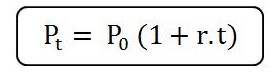 Pₜ = P₀ (1 + r.t)